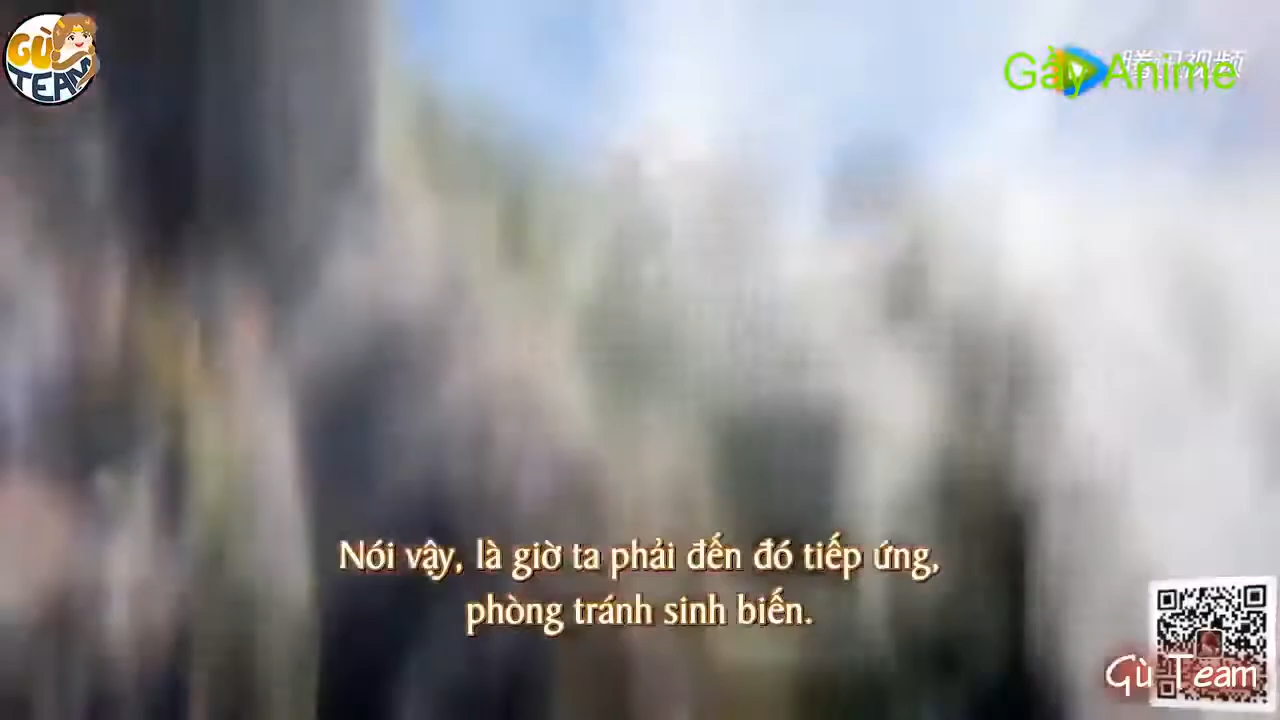 GÙ
TEAM
Gảy Anime
腾讯视频
Nói vậy, là giờ ta phải đến đó tiếp ứng,
phòng tránh sinh biến.
Gù Team